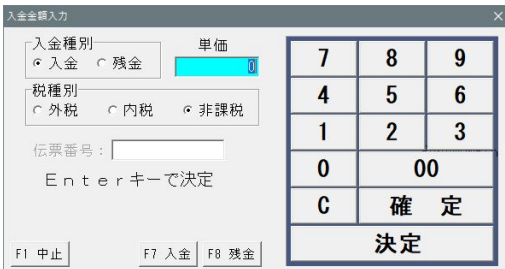 入金金額入力
入金種別
単価
入金 残金
0
税種別
外税 内税 非課税
伝票番号：
Ｅｎｔｅｒキーで決定
F1 中止
F7 入金
F8 残金
7 8 9
4 5 6
1 2 3
0 00
C 確 定
決定